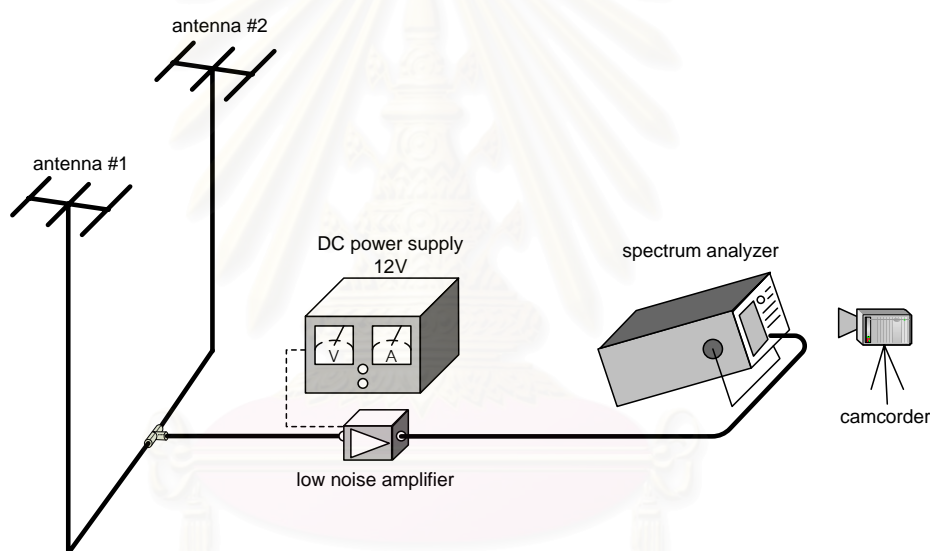 antenna #2
antenna #1
DC power supply
12V
spectrum analyzer
V
A
camcorder
low noise amplifier